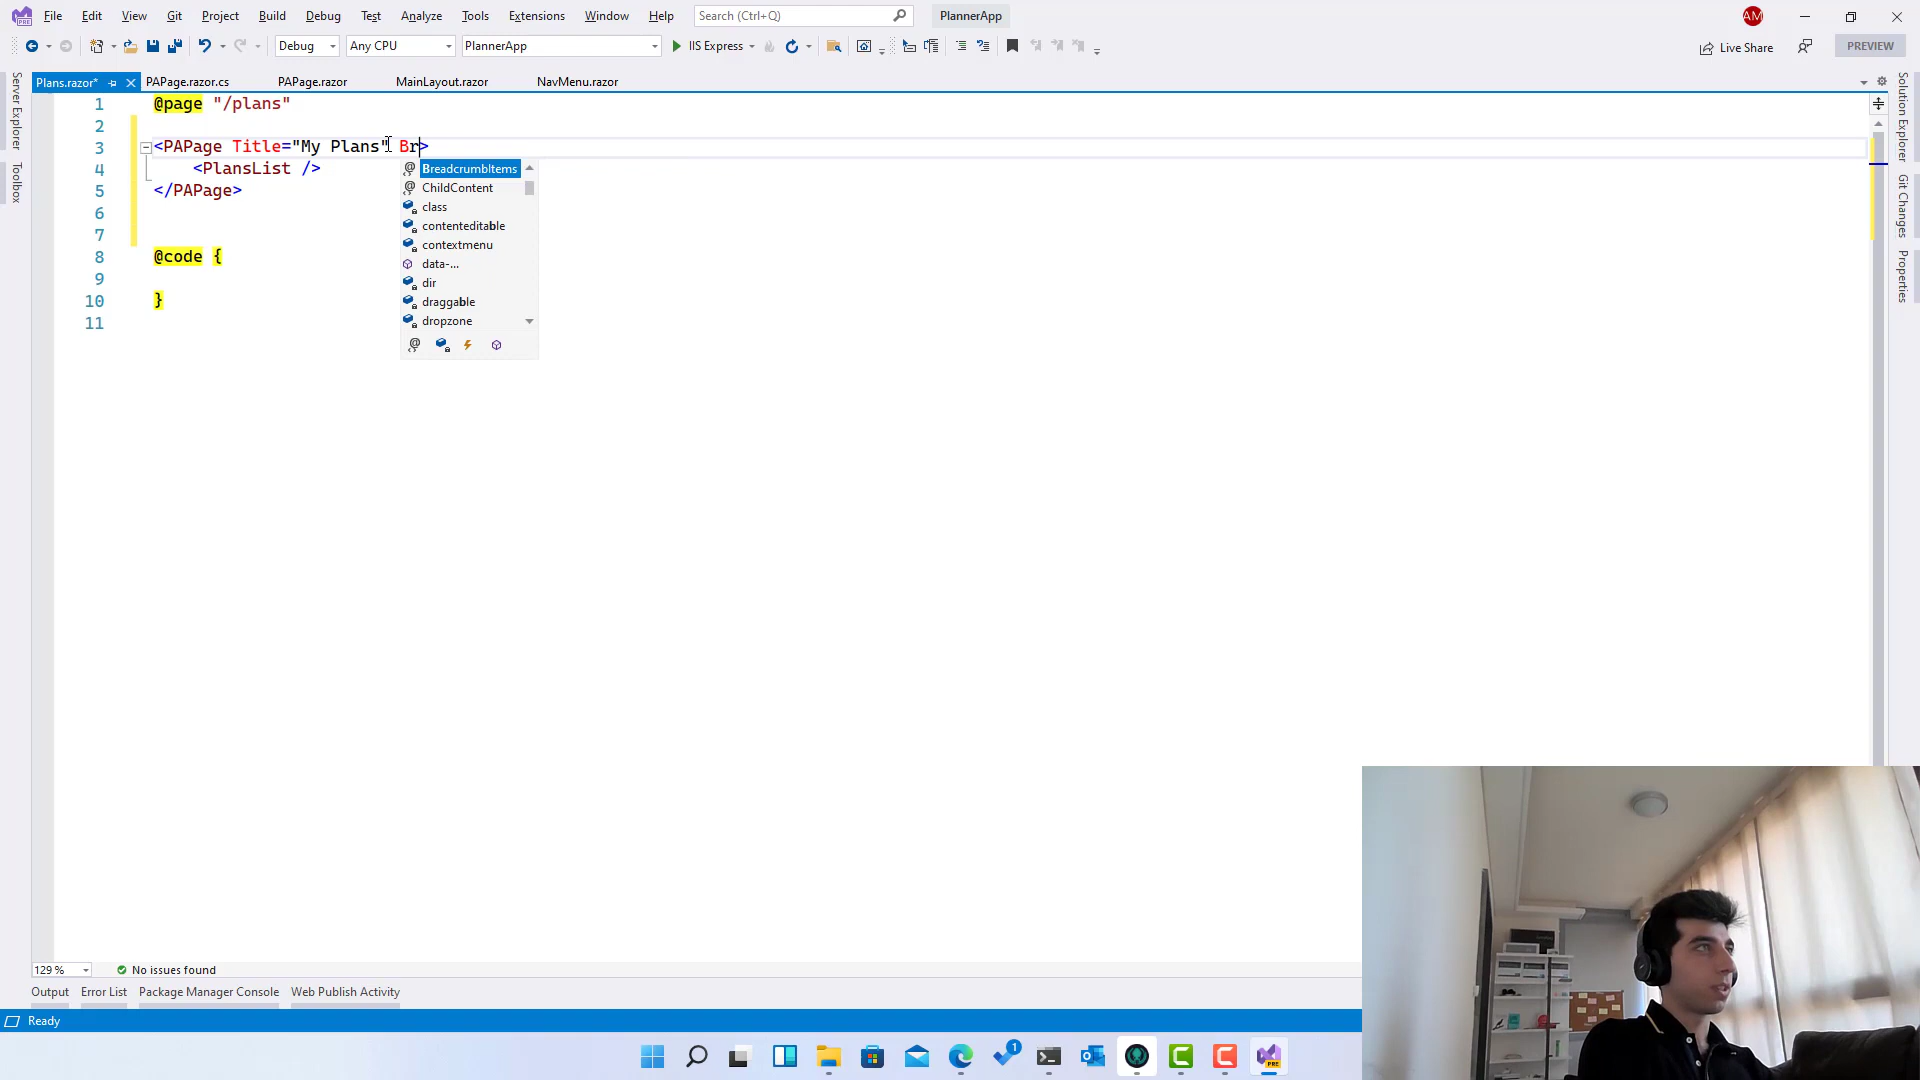 File Edit View Git Project Build Debug Test Analyze Tools Extensions Window Help Search (Ctrl+Q) PlannerApp AM
Debug Any CPU PlannerApp IIS Express Live Share PREVIEW
Plans.razor* PAPage.razor.cs PAPage.razor MainLayout.razor NavMenu.razor
Server Explorer
Toolbox
Solution Explorer
Git Changes
Properties
1 @page "/plans"
2
3 <PAPage Title="My Plans" Br>
4 <PlansList />
5 </PAPage>
6
7
8 @code {
9
10 }
11
BreadcrumbItems
ChildContent
class
contenteditable
contextmenu
data-...
dir
draggable
dropzone
129 % No issues found
Output Error List Package Manager Console Web Publish Activity
Ready
1
PRE